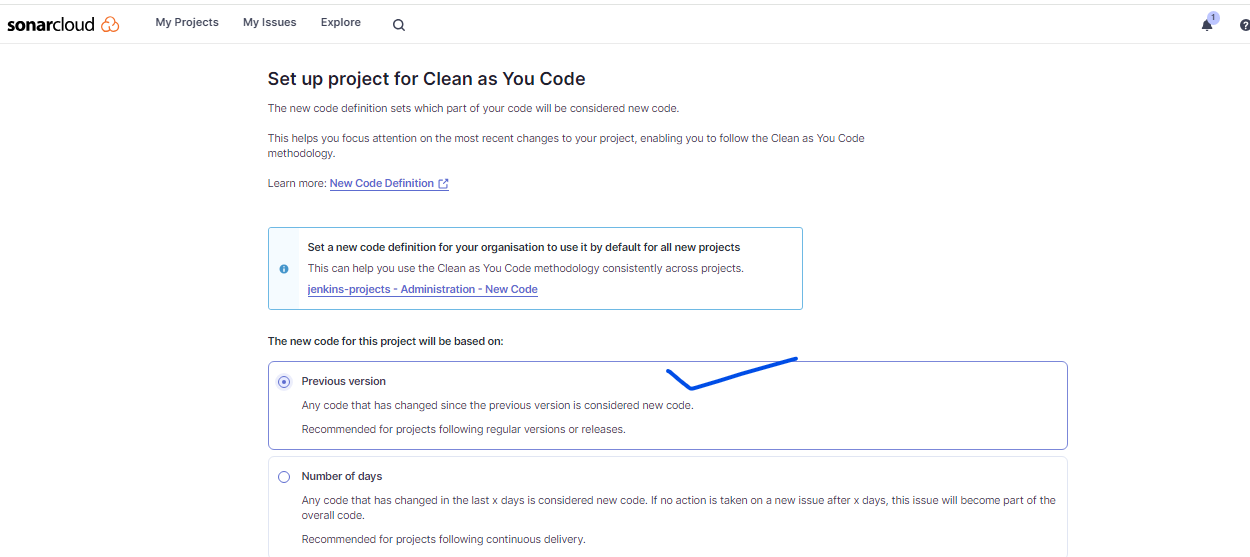 sonarcloud My Projects My Issues Explore 1 ?
Set up project for Clean as You Code
The new code definition sets which part of your code will be considered new code.
This helps you focus attention on the most recent changes to your project, enabling you to follow the Clean as You Code
methodology.
Learn more: New Code Definition
Set a new code definition for your organisation to use it by default for all new projects
This can help you use the Clean as You Code methodology consistently across projects.
jenkins-projects - Administration - New Code
The new code for this project will be based on:
Previous version
Any code that has changed since the previous version is considered new code.
Recommended for projects following regular versions or releases.
Number of days
Any code that has changed in the last x days is considered new code. If no action is taken on a new issue after x days, this issue will become part of the
overall code.
Recommended for projects following continuous delivery.